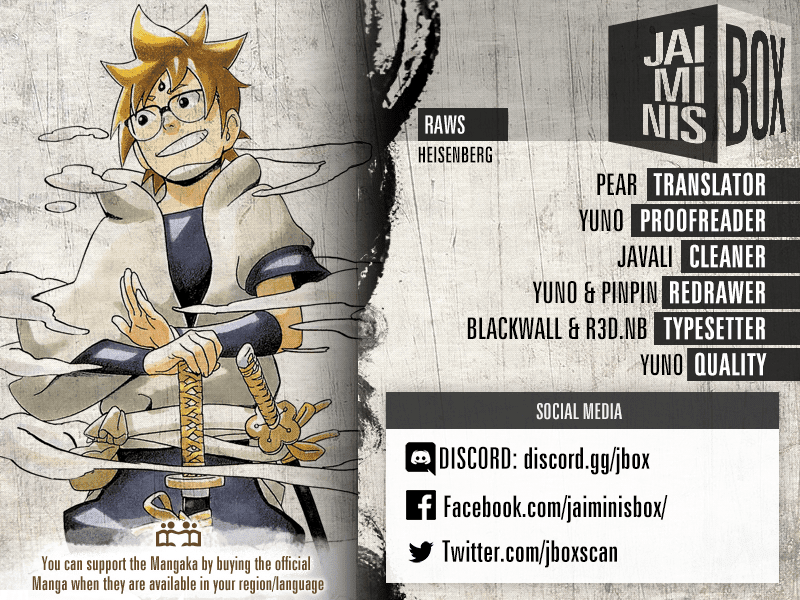 JAI
MI
NIS
BOX
RAWS
HEISENBERG
PEAR TRANSLATOR
YUNO PROOFREADER
JAVALI CLEANER
YUNO & PINPIN REDRAWER
BLACKWALL & R3D.NB TYPESETTER
YUNO QUALITY
SOCIAL MEDIA
DISCORD: discord.gg/jbox
Facebook.com/jaiminisbox/
Twitter.com/jboxscan
You can support the Mangaka by buying the official
Manga when they are available in your region/language